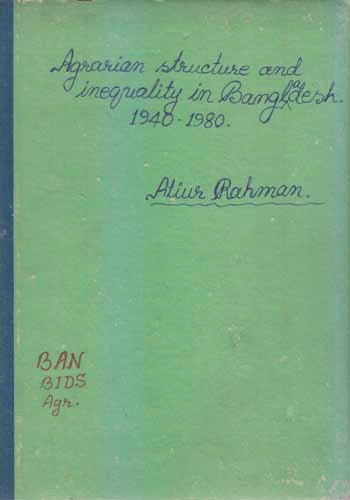 Agrarian structure and
inequality in Bangladesh.
1940-1980.
Atiur Rahman.
BAN
BIDS
Agr.